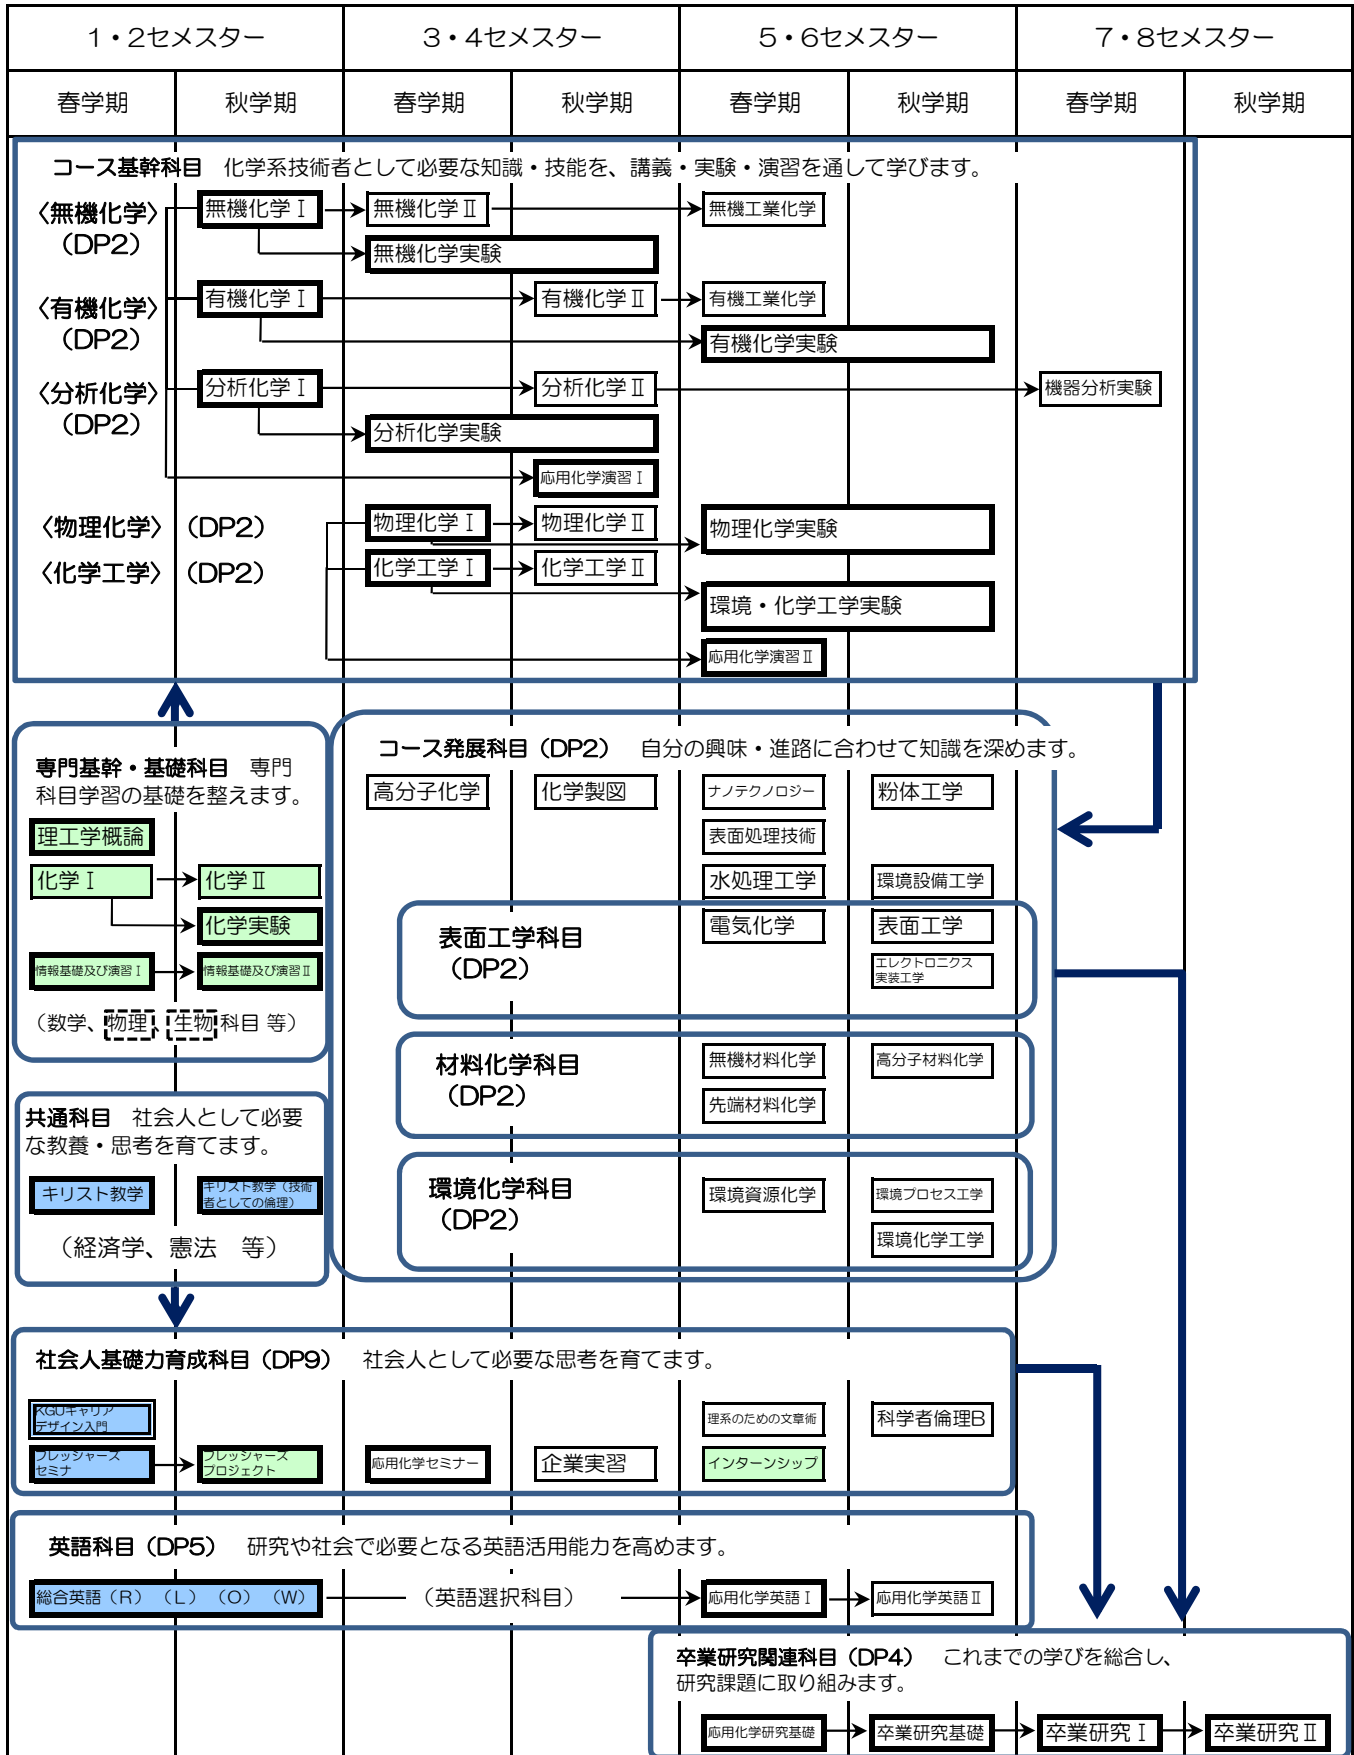 1・2セメスター
3・4セメスター
5・6セメスター
7・8セメスター
春学期
秋学期
春学期
秋学期
春学期
秋学期
春学期
秋学期
コース基幹科目　化学系技術者として必要な知識・技能を、講義・実験・演習を通して学びます。
〈無機化学〉
（DP2）
無機化学Ⅰ
無機化学Ⅱ
無機工業化学
無機化学実験
〈有機化学〉
（DP2）
有機化学Ⅰ
有機化学Ⅱ
有機工業化学
有機化学実験
〈分析化学〉
（DP2）
分析化学Ⅰ
分析化学Ⅱ
機器分析実験
分析化学実験
応用化学演習Ⅰ
〈物理化学〉（DP2）
物理化学Ⅰ
物理化学Ⅱ
物理化学実験
〈化学工学〉（DP2）
化学工学Ⅰ
化学工学Ⅱ
環境・化学工学実験
応用化学演習Ⅱ
専門基幹・基礎科目　専門
科目学習の基礎を整えます。
理工学概論
化学Ⅰ
化学Ⅱ
化学実験
情報基礎及び演習Ⅰ
情報基礎及び演習Ⅱ
（数学、物理、生物科目 等）
コース発展科目（DP2）　自分の興味・進路に合わせて知識を深めます。
高分子化学
化学製図
ナノテクノロジー
粉体工学
表面処理技術
水処理工学
環境設備工学
表面工学科目
（DP2）
電気化学
表面工学
エレクトロニクス
実装工学
材料化学科目
（DP2）
無機材料化学
高分子材料化学
先端材料化学
環境化学科目
（DP2）
環境資源化学
環境プロセス工学
環境化学工学
共通科目　社会人として必要
な教養・思考を育てます。
キリスト教学
キリスト教学（技術
者としての倫理）
（経済学、憲法　等）
社会人基礎力育成科目（DP9）　社会人として必要な思考を育てます。
KGUキャリア
デザイン入門
理系のための文章術
科学者倫理B
フレッシャーズ
セミナ
フレッシャーズ
プロジェクト
応用化学セミナー
企業実習
インターンシップ
英語科目（DP5）　研究や社会で必要となる英語活用能力を高めます。
総合英語（R）（L）（O）（W）
（英語選択科目）
応用化学英語Ⅰ
応用化学英語Ⅱ
卒業研究関連科目（DP4）　これまでの学びを総合し、
研究課題に取り組みます。
応用化学研究基礎
卒業研究基礎
卒業研究Ⅰ
卒業研究Ⅱ